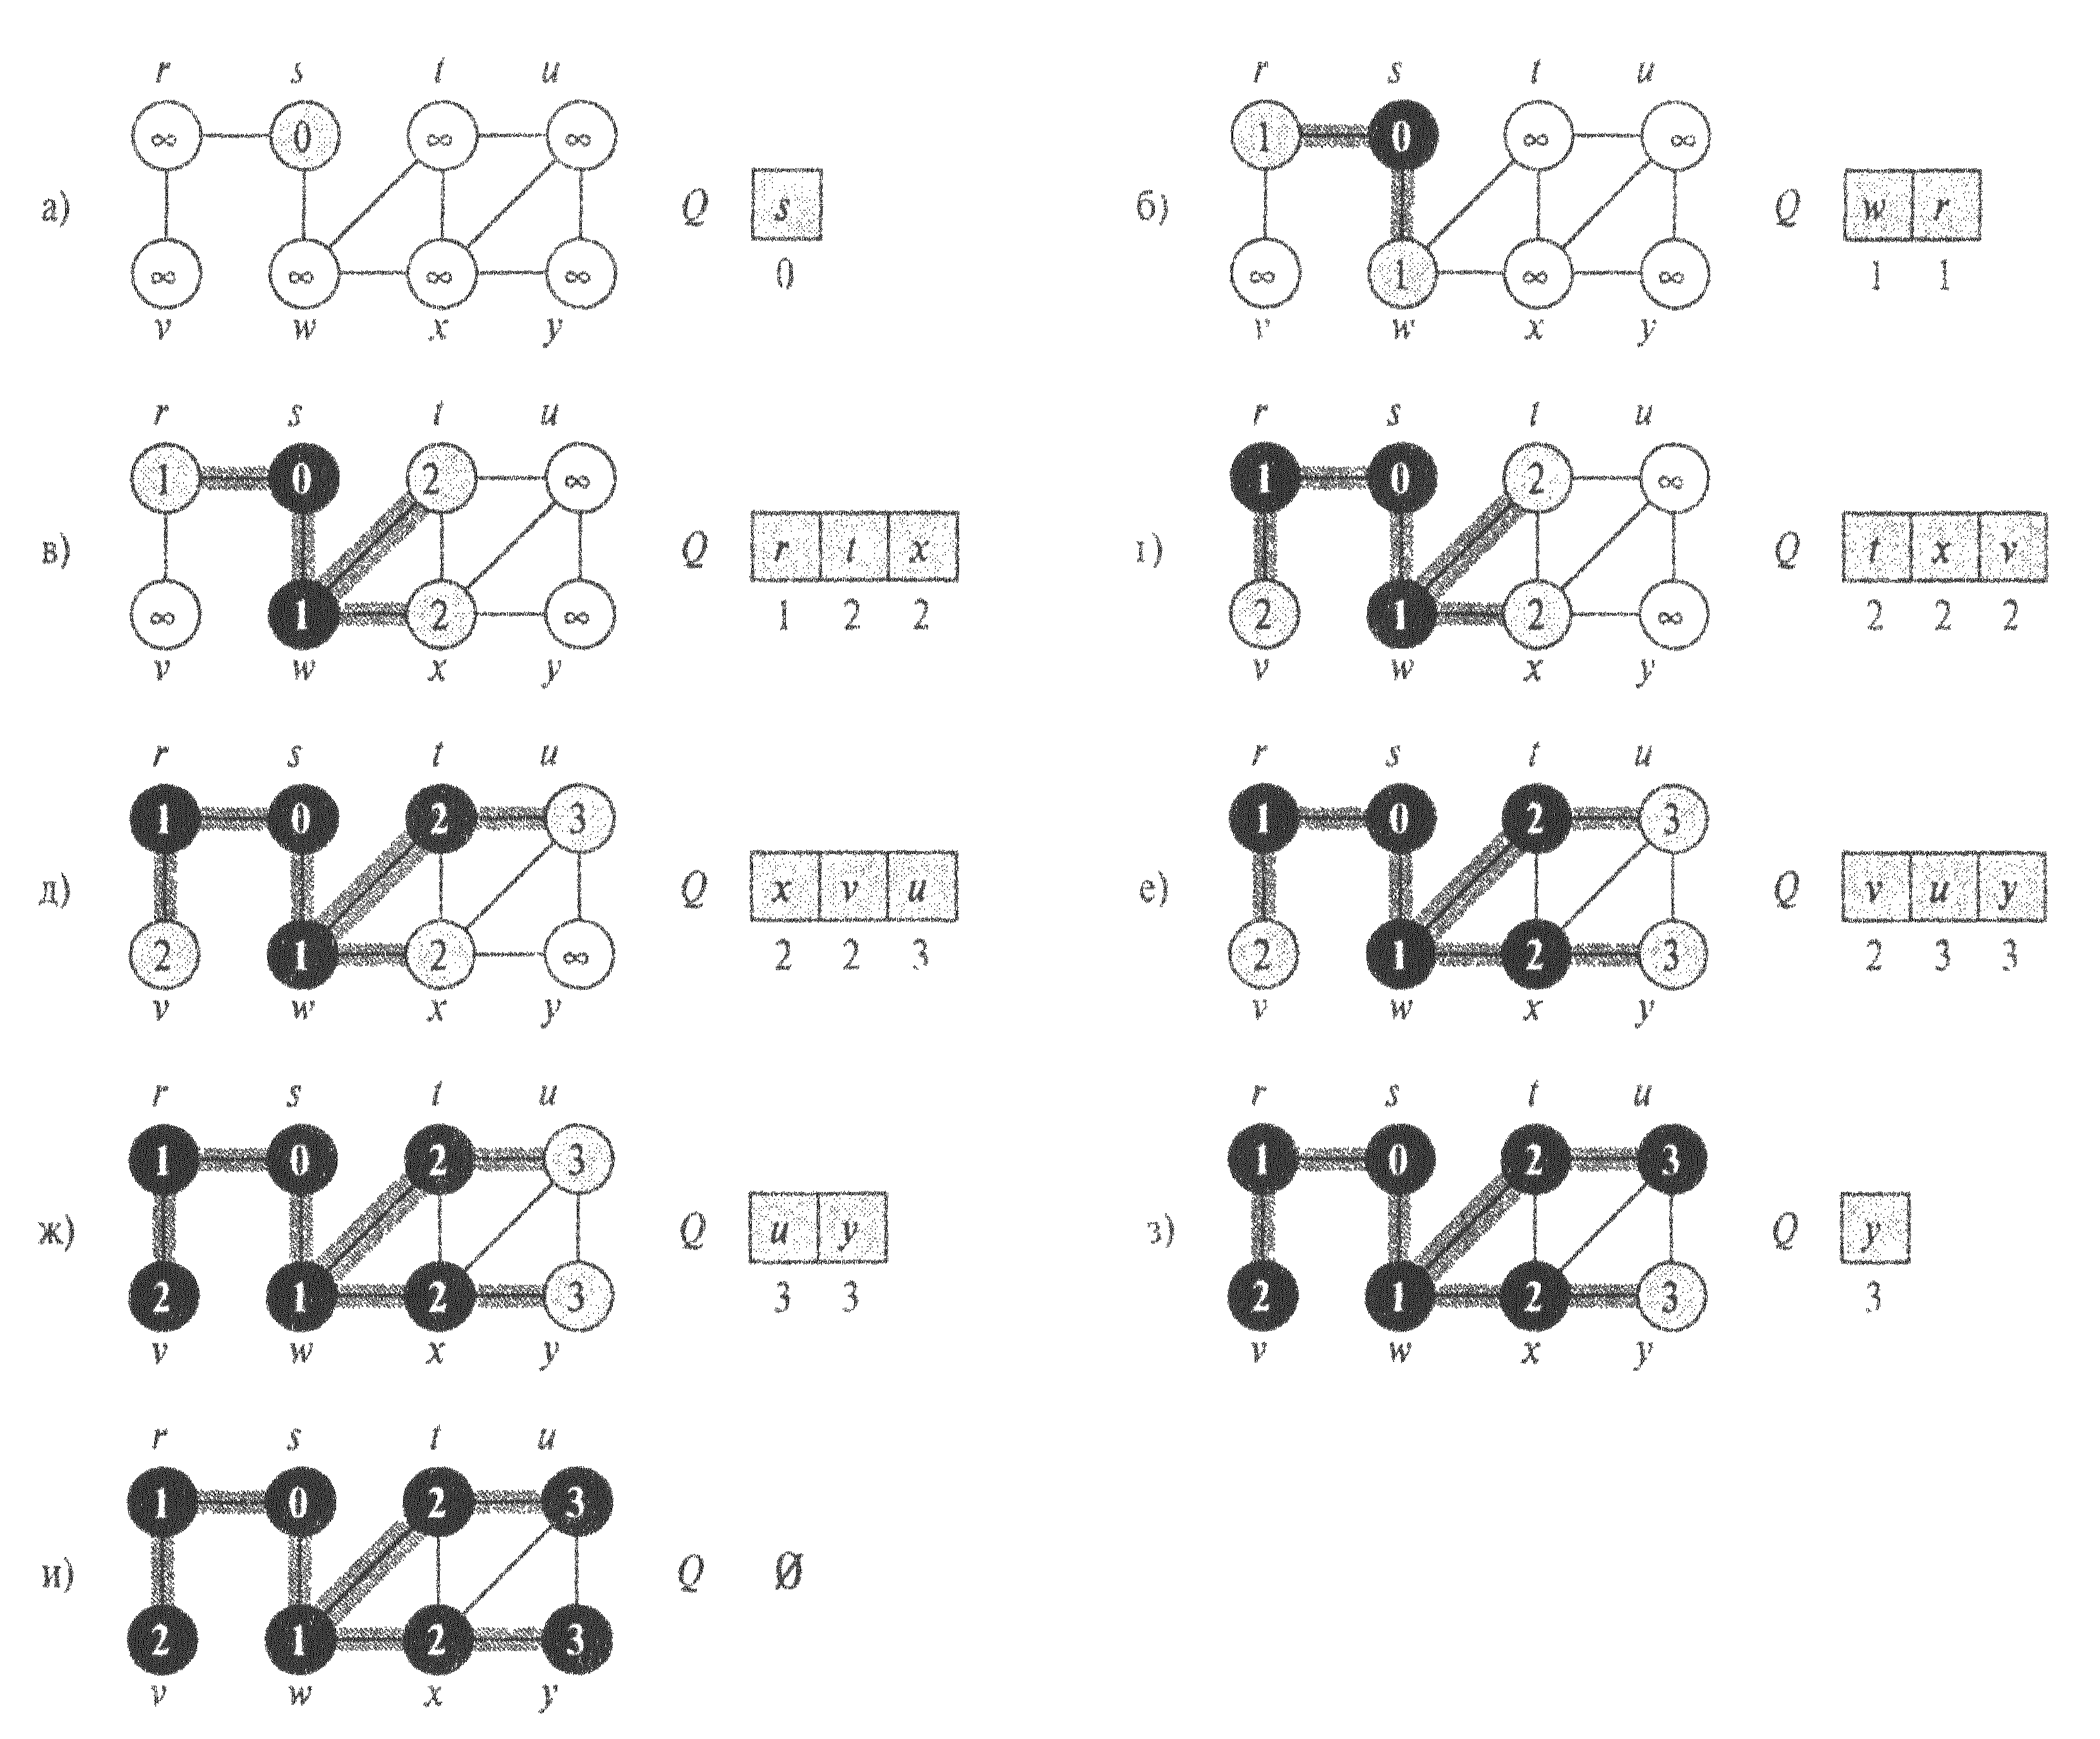 r s t u r s t u
∞ 0 ∞ ∞ 1 0 ∞ ∞
а) Q s б) Q w r
∞ ∞ ∞ ∞ 0 ∞ 1 ∞ ∞ 1 1
v w x y v w x y
r s t u r s t u
1 0 2 ∞ 1 0 2 ∞
в) Q r t x г) Q t x v
∞ 1 2 ∞ 1 2 2 2 1 2 ∞ 2 2 2
v w x y v w x y
r s t u r s t u
1 0 2 3 1 0 2 3
д) Q x v u е) Q v u y
2 1 2 ∞ 2 2 3 2 1 2 3 2 3 3
v w x y v w x y
r s t u r s t u
1 0 2 3 1 0 2 3
ж) Q u y з) Q y
2 1 2 3 3 3 2 1 2 3 3
v w x y v w x y
r s t u
1 0 2 3
и) Q Ø
2 1 2 3
v w x y